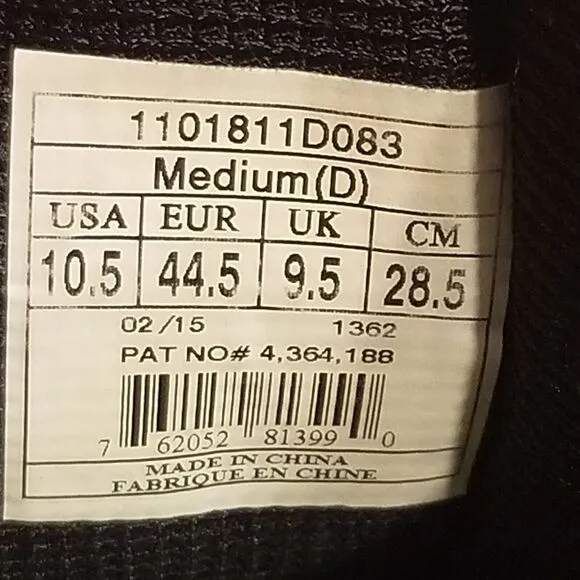 1101811D083
Medium(D)
USA EUR UK CM
10.5 44.5 9.5 28.5
02/15 1362
PAT NO# 4,364,188
7 62052 81399 0
MADE IN CHINA
FABRIQUE EN CHINE